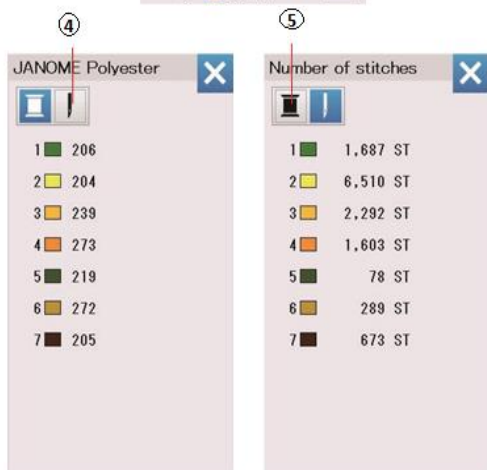 ④
⑤
JANOME Polyester
1 206
2 204
3 239
4 273
5 219
6 272
7 205
Number of stitches
1 1,687 ST
2 6,510 ST
3 2,292 ST
4 1,603 ST
5 78 ST
6 289 ST
7 673 ST